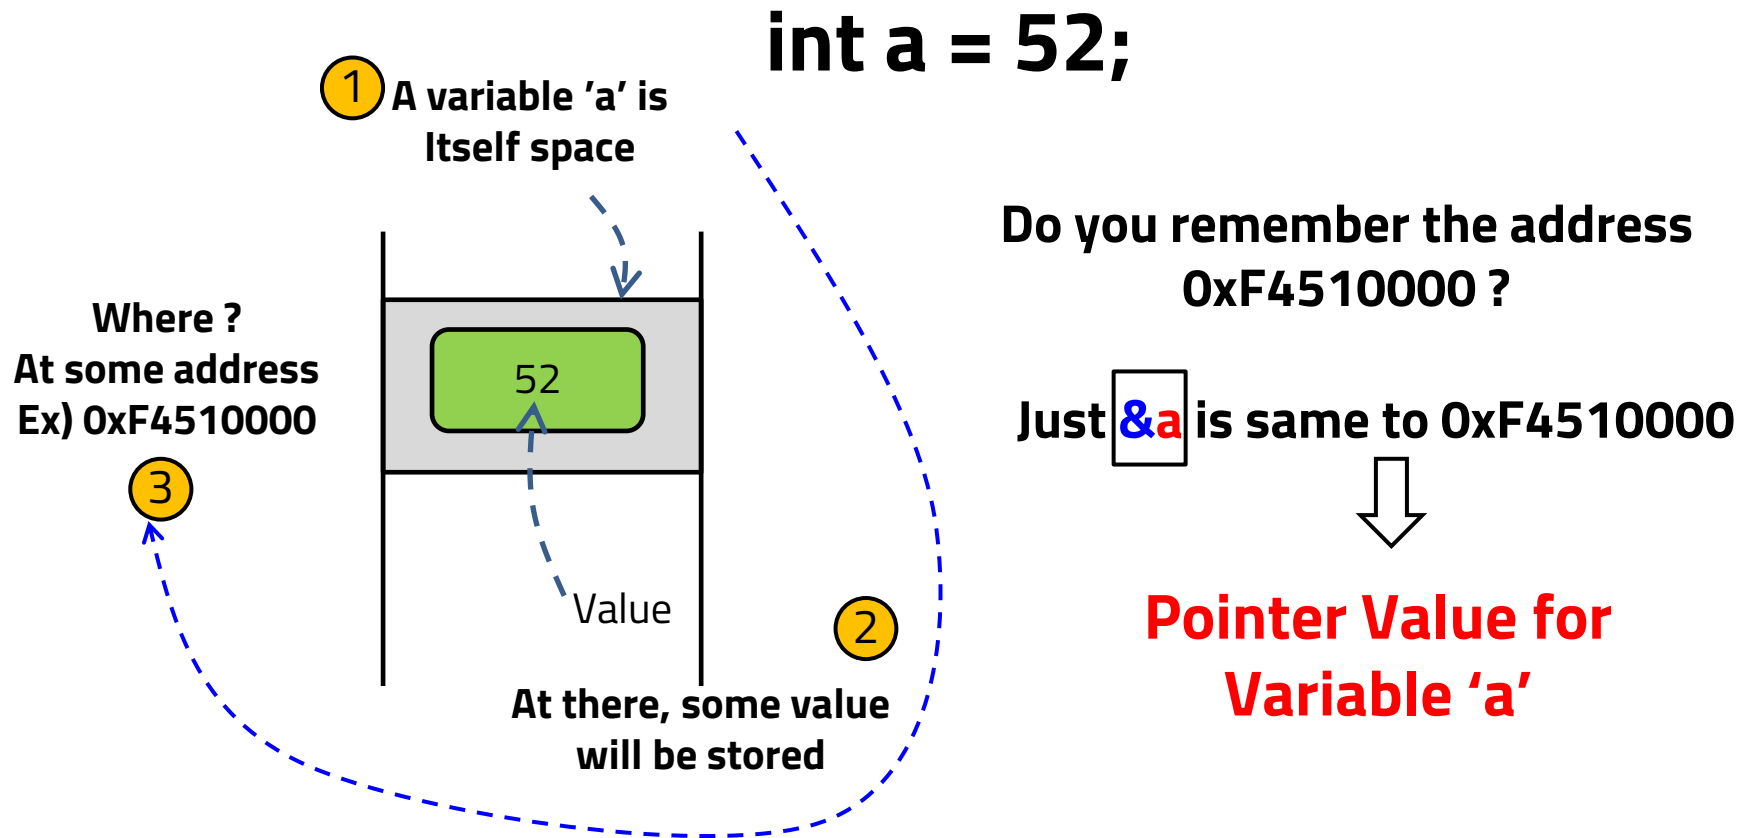 int a = 52;
1
A variable ’a’ is
Itself space
Where ?
At some address
Ex) 0xF4510000
3
52
Value
2
At there, some value
will be stored
Do you remember the address
0xF4510000 ?
Just &a is same to 0xF4510000
Pointer Value for
Variable ‘a’